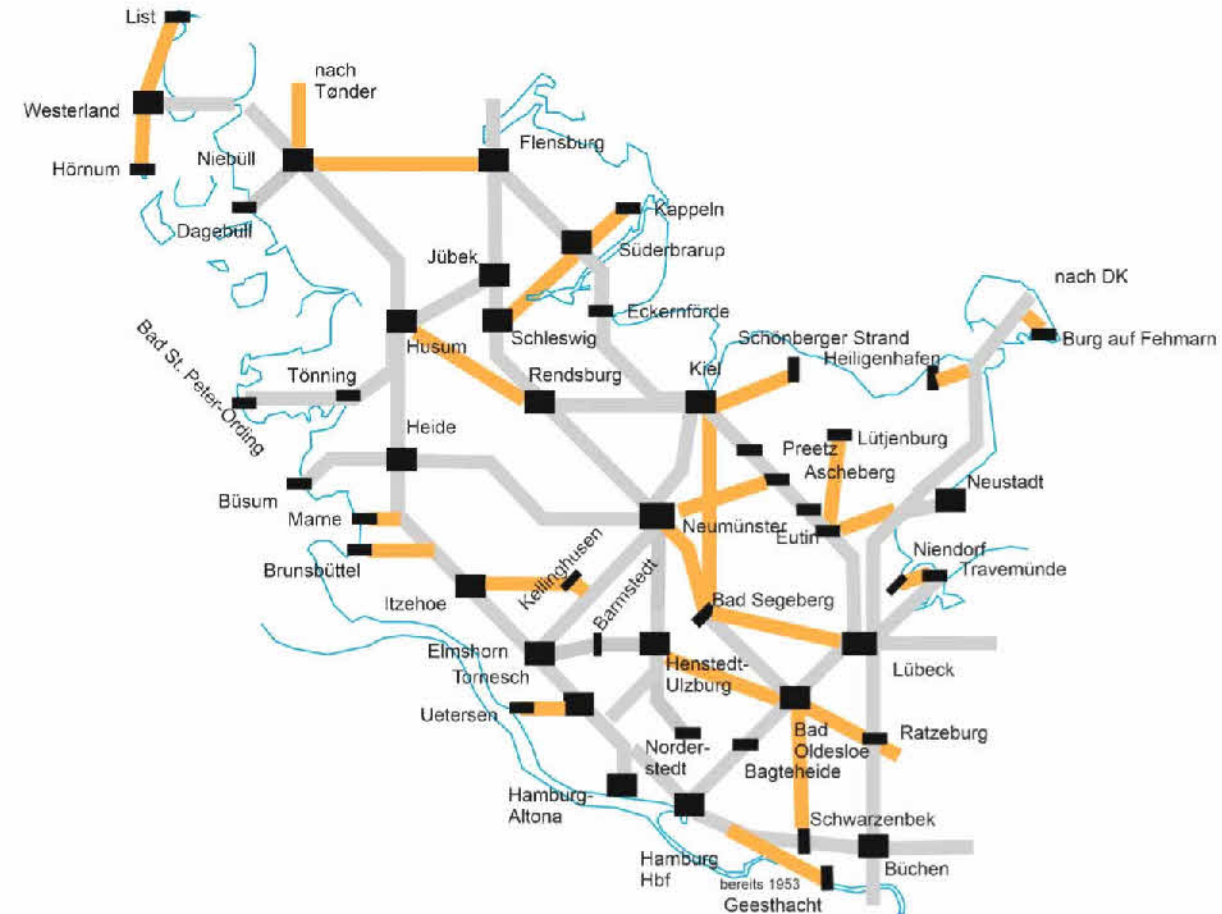 List
nach
Tønder
Westerland
Flensburg
Niebüll
Hörnum
Kappeln
Dagebüll
Süderbrarup
Jübek
nach DK
Eckernförde
Schönberger Strand
Burg auf Fehmarn
Husum
Schleswig
Heiligenhafen
Bad St. Peter-Ording
Tönning
Rendsburg
Kiel
Heide
Lütjenburg
Preetz
Ascheberg
Neustadt
Büsum
Marne
Neumünster
Eutin
Niendorf
Brunsbüttel
Kellinghusen
Travemünde
Itzehoe
Barmstedt
Bad Segeberg
Elmshorn
Henstedt-
Ulzburg
Lübeck
Tornesch
Uetersen
Bad
Oldesloe
Ratzeburg
Norder-
stedt
Bagteheide
Hamburg-
Altona
Schwarzenbek
Hamburg
Hbf
Büchen
bereits 1953
Geesthacht